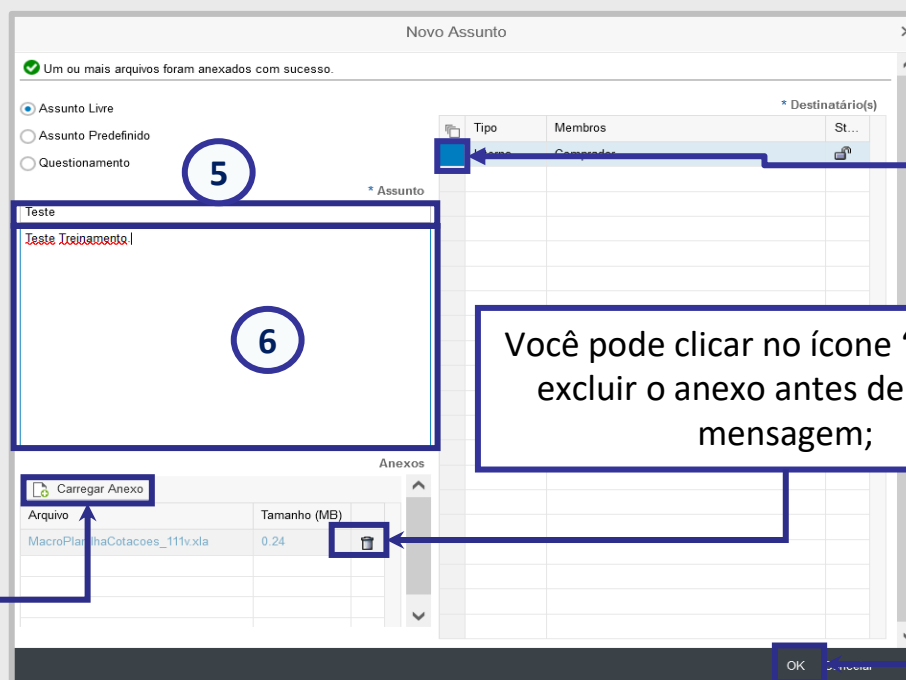 Novo Assunto
Um ou mais arquivos foram anexados com sucesso.
Assunto Livre
Assunto Predefinido
Questionamento
5
* Assunto
Teste
Teste Treinamento.
6
* Destinatário(s)
Tipo Membros St...
Comprador
Você pode clicar no ícone “
excluir o anexo antes de
mensagem;
Anexos
Carregar Anexo
Arquivo Tamanho (MB)
MacroPlanilhaCotacoes_111v.xla 0.24
OK Cancelar